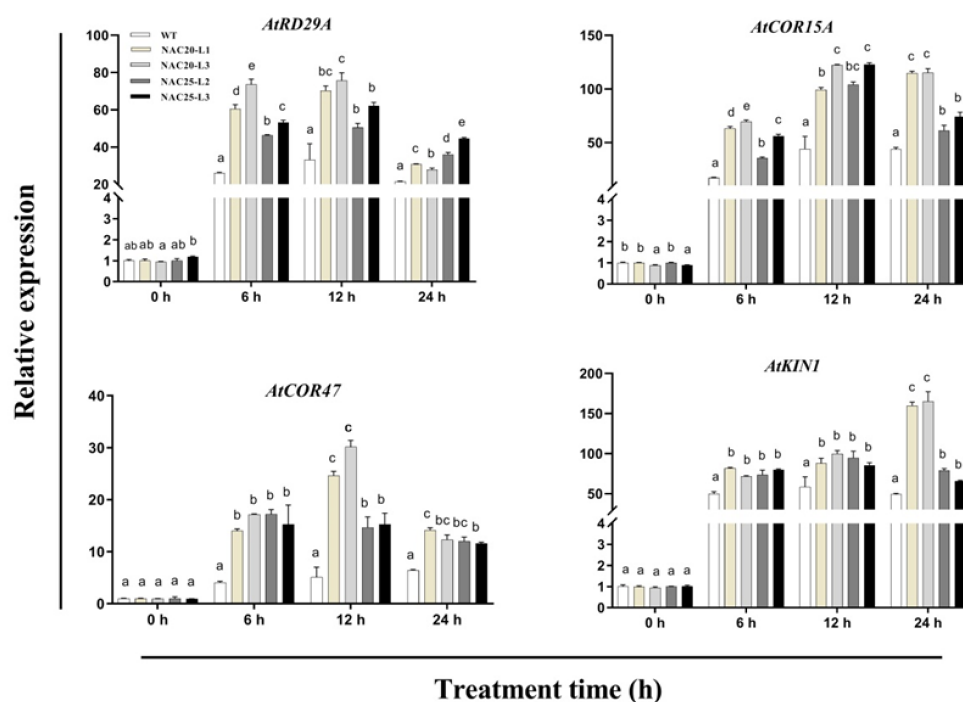 AtRD29A
WT
NAC20-L1
NAC20-L3
NAC25-L2
NAC25-L3
100
80
60
40
20
4
3
2
1
0
ab ab a ab b
a d e b c
a bc c b b
a c b d e
0 h 6 h 12 h 24 h
AtCOR15A
150
100
50
4
3
2
1
0
b b a b a
a d e b c
a b c bc c
a c c b b
0 h 6 h 12 h 24 h
Relative expression
AtCOR47
40
30
20
10
0
a a a a a
a b b b b
a c c b b
a c bc bc b
0 h 6 h 12 h 24 h
AtKIN1
200
150
100
50
5
4
3
2
1
0
a a a a a
a b b b b
a b b b b
a c c b b
0 h 6 h 12 h 24 h
Treatment time (h)